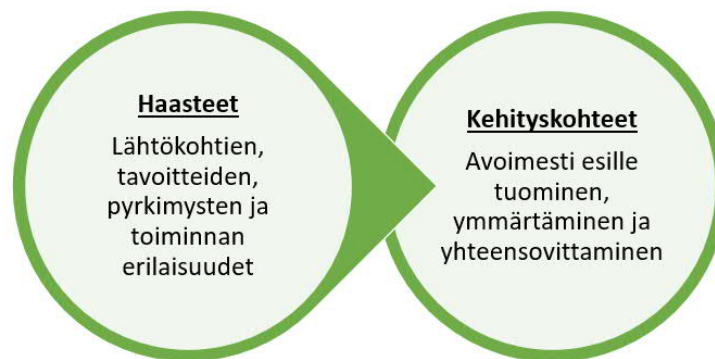 Haasteet
Lähtökohtien,
tavoitteiden,
pyrkimysten ja
toiminnan
erilaisuudet
Kehityskohteet
Avoimesti esille
tuominen,
ymmärtäminen ja
yhteensovittaminen